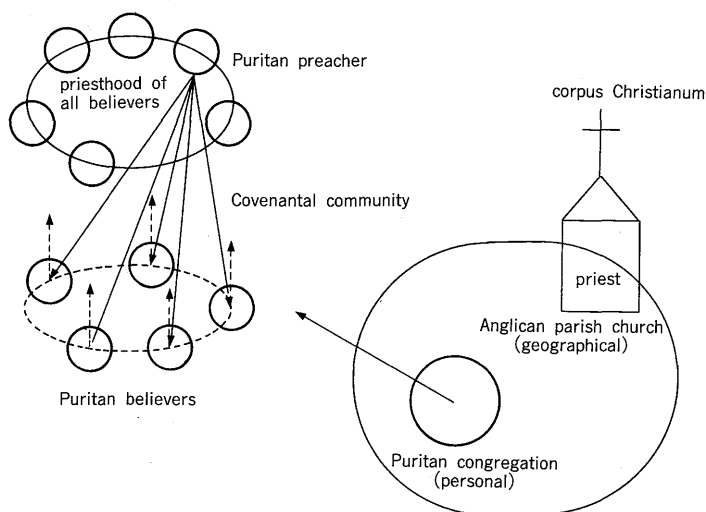 Puritan preacher
priesthood of
all believers
Covenantal community
Puritan believers
corpus Christianum
priest
Anglican parish church
(geographical)
Puritan congregation
(personal)